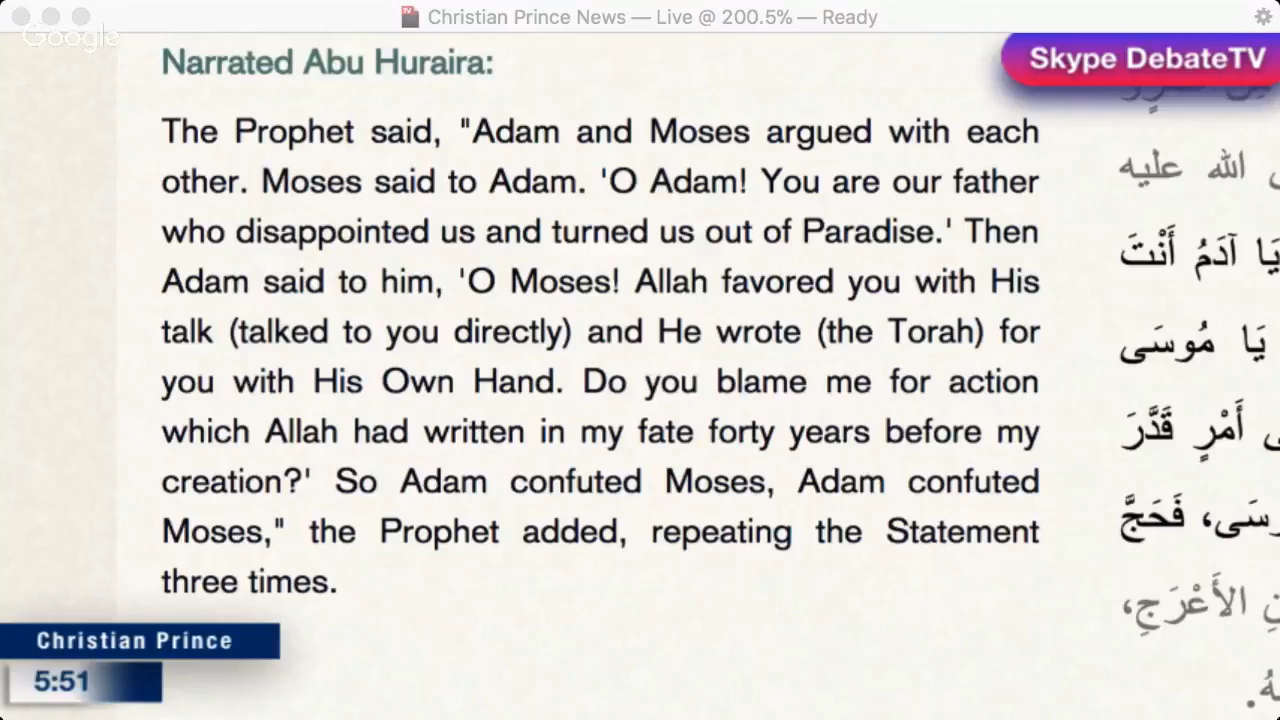 Christian Prince News — Live @ 200.5% — Ready
Google
Narrated Abu Huraira:
Skype DebateTV
The Prophet said, "Adam and Moses argued with each
other. Moses said to Adam. 'O Adam! You are our father
who disappointed us and turned us out of Paradise.' Then
Adam said to him, 'O Moses! Allah favored you with His
talk (talked to you directly) and He wrote (the Torah) for
you with His Own Hand. Do you blame me for action
which Allah had written in my fate forty years before my
creation?' So Adam confuted Moses, Adam confuted
Moses," the Prophet added, repeating the Statement
three times.
الله عليه
يَا آدَمُ أَنْتَ
يَا مُوسَى
أَمْرٍ قَدَّرَ
فَحَجَّ
الأَعْرَجِ،
Christian Prince
5:51